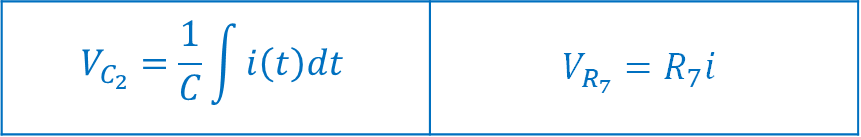 V_{C_2} = \frac{1}{C} \int i(t)dt
V_{R_7} = R_7 i